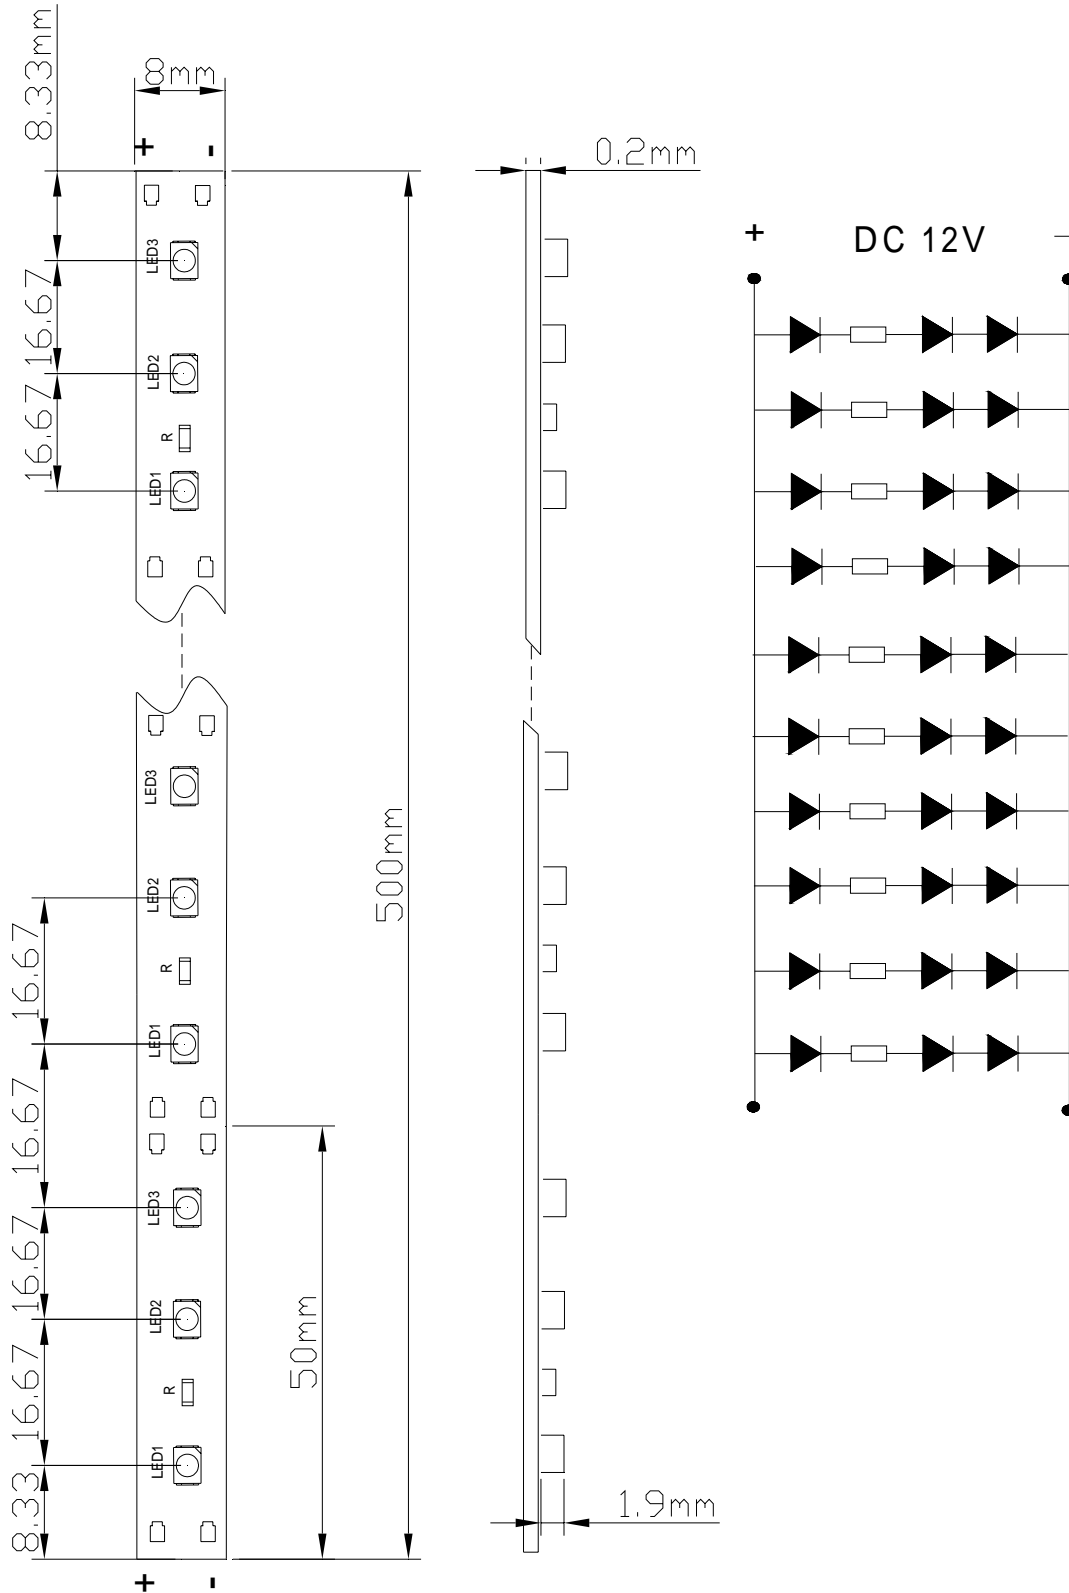 8.33mm
8mm
+ -
0.2mm
LED3
16.67
LED2
16.67
R
LED1
+ DC 12V —
LED3
500mm
LED2
16.67
R
LED1
16.67
LED3
16.67
LED2
50mm
16.67
R
LED1
8.33
1.9mm
+ -